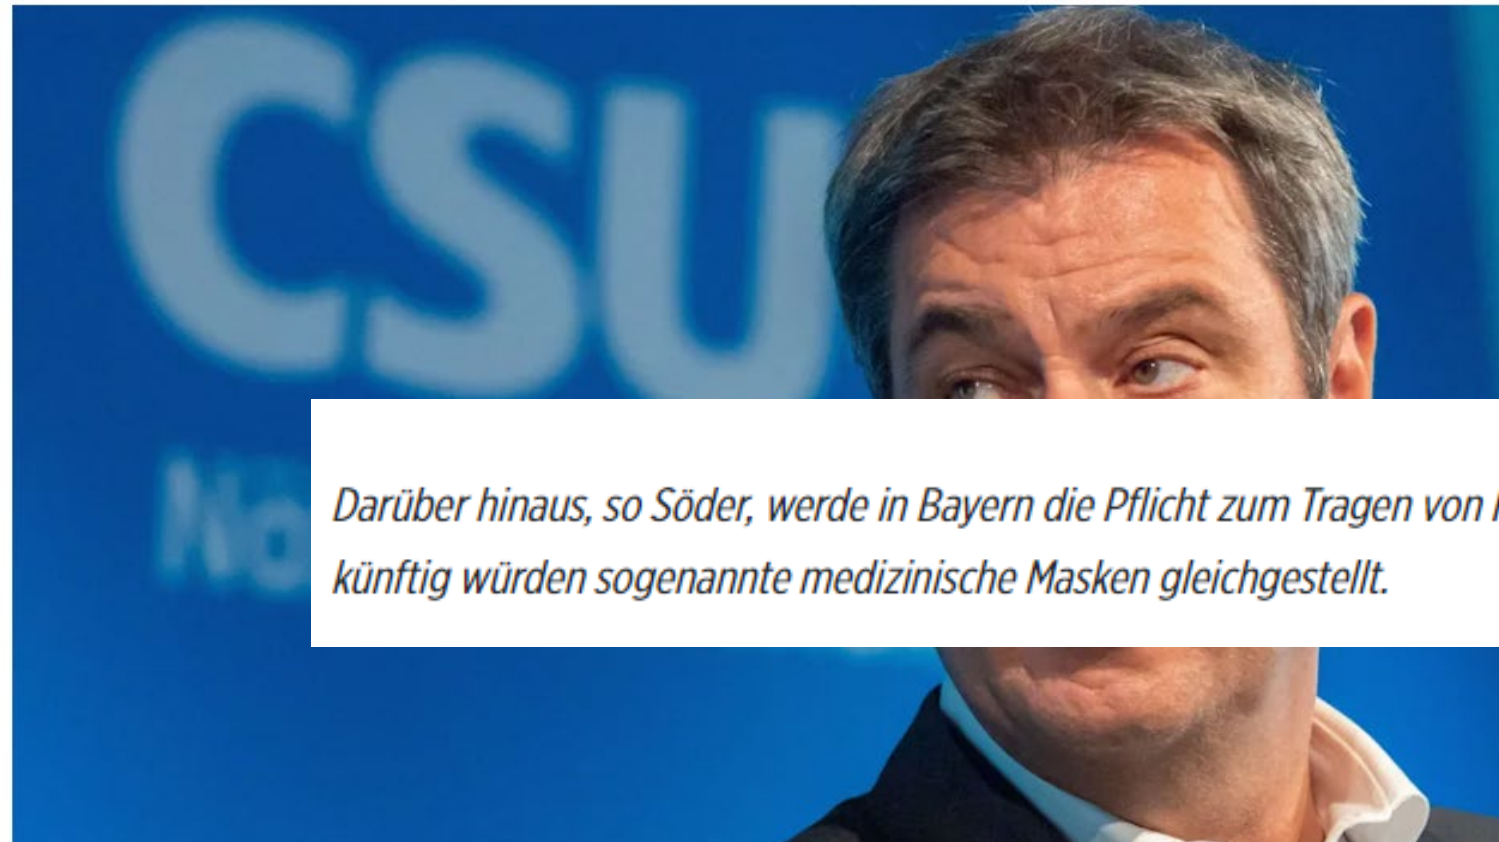 CSU
No
Darüber hinaus, so Söder, werde in Bayern die Pflicht zum Tragen von
künftig würden sogenannte medizinische Masken gleichgestellt.